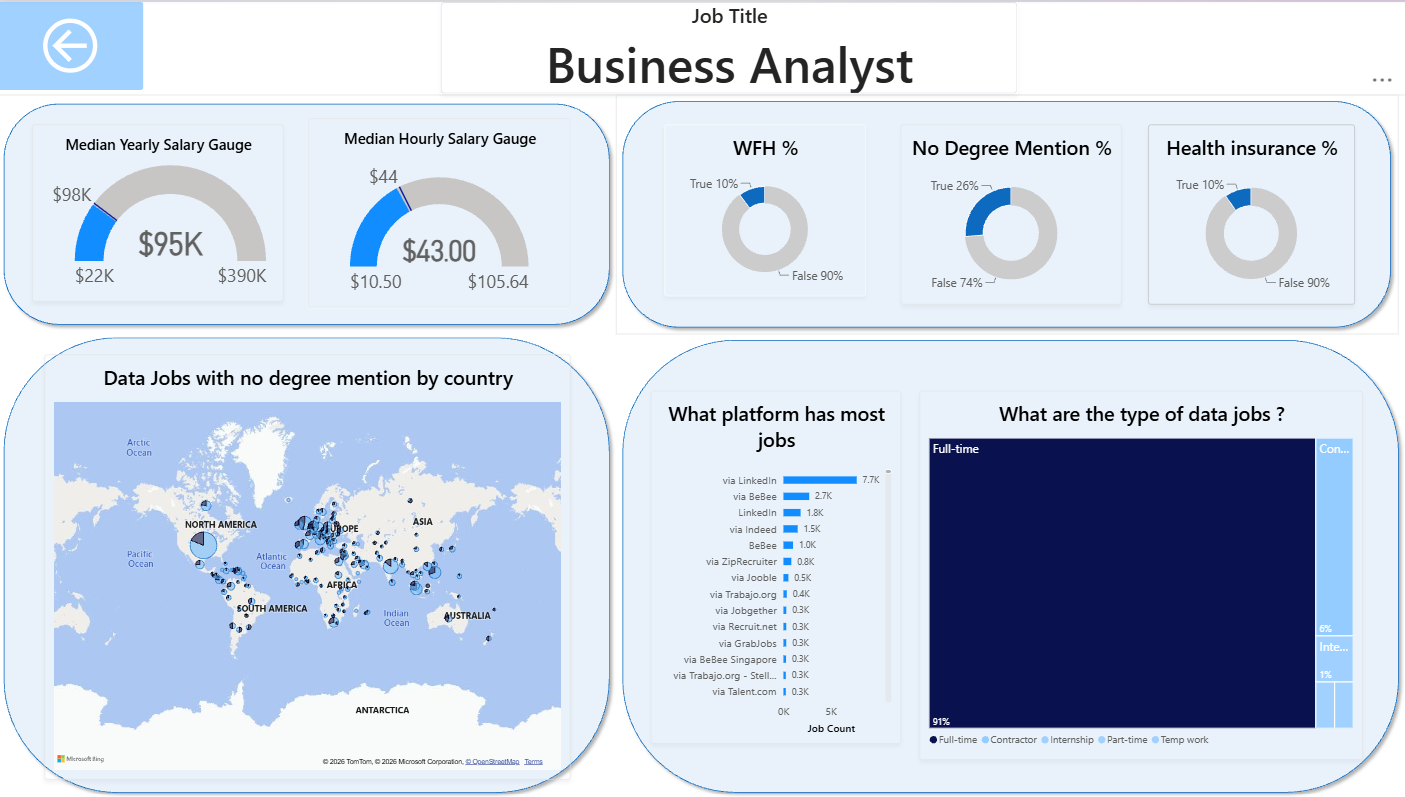 Job Title
Business Analyst
...
Median Yearly Salary Gauge
$98K
$95K
$22K
$390K
Median Hourly Salary Gauge
$44
$43.00
$10.50
$105.64
WFH %
True 10%
False 90%
No Degree Mention %
True 26%
False 74%
Health insurance %
True 10%
False 90%
Data Jobs with no degree mention by country
Arctic
Ocean
NORTH AMERICA
ASIA
Pacific
Ocean
Atlantic
Ocean
AFRICA
SOUTH AMERICA
Indian
Ocean
AUSTRALIA
ANTARCTICA
Microsoft Bing
© 2026 TomTom, © 2026 Microsoft Corporation, © OpenStreetMap Terms
What platform has most
jobs
via LinkedIn 7.7K
via BeBee 2.7K
LinkedIn 1.8K
via Indeed 1.5K
BeBee 1.0K
via ZipRecruiter 0.8K
via Jooble 0.5K
via Trabajo.org 0.4K
via Jobgether 0.3K
via Recruit.net 0.3K
via GrabJobs 0.3K
via BeBee Singapore 0.3K
via Trabajo.org - Stell... 0.3K
via Talent.com 0.3K
0K 5K
Job Count
What are the type of data jobs ?
Full-time
91%
Con...
6%
Inte...
1%
Full-time Contractor Internship Part-time Temp work